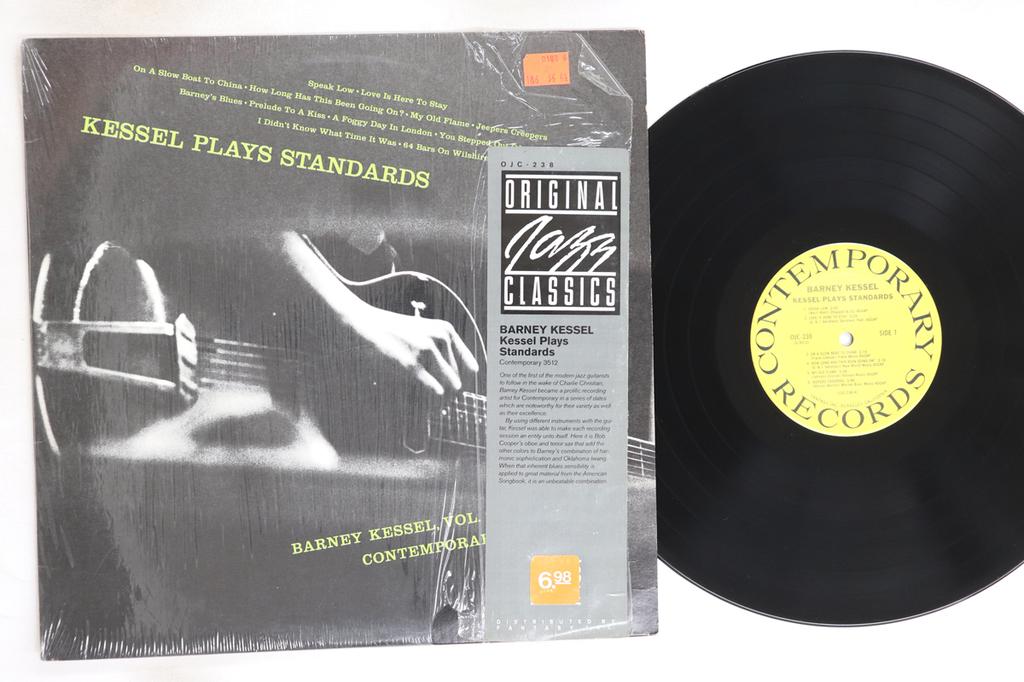 Speak Low • Love Is Here To Stay
On A Slow Boat To China • How Long Has This Been Going On? • My Old Flame • Jeepers Creepers
Barney's Blues • Prelude To A Kiss • A Foggy Day In London • You Stepped Out
I Didn't Know What Time It Was • 64 Bars On Wilshire
KESSEL PLAYS STANDARDS
BARNEY KESSEL, VOL.
CONTEMPORAR
OJC-238
ORIGINAL
Jazz
CLASSICS
BARNEY KESSEL
Kessel Plays
Standards
Contemporary 3512
One of the first of the modern jazz guitarists
to follow in the wake of Charlie Christian,
Barney Kessel became a prolific recording
artist for Contemporary in a series of dates
which are noteworthy for their variety as well
as their excellence.
By using different instruments with the gui-
tar, Kessel was able to make each recording
session an entity unto itself. Here it is Bob
Cooper's oboe and tenor sax that add the
other colors to Barney's combination of har-
monic sophistication and Oklahoma twang.
When that inherent blues sensibility is
applied to great material from the American
Songbook, it is an unbeatable combination.
6.98
DISTRIBUTED BY
FANTASY
CONTEMPORARY RECORDS
BARNEY KESSEL
KESSEL PLAYS STANDARDS
OJC-238
SIDE 1